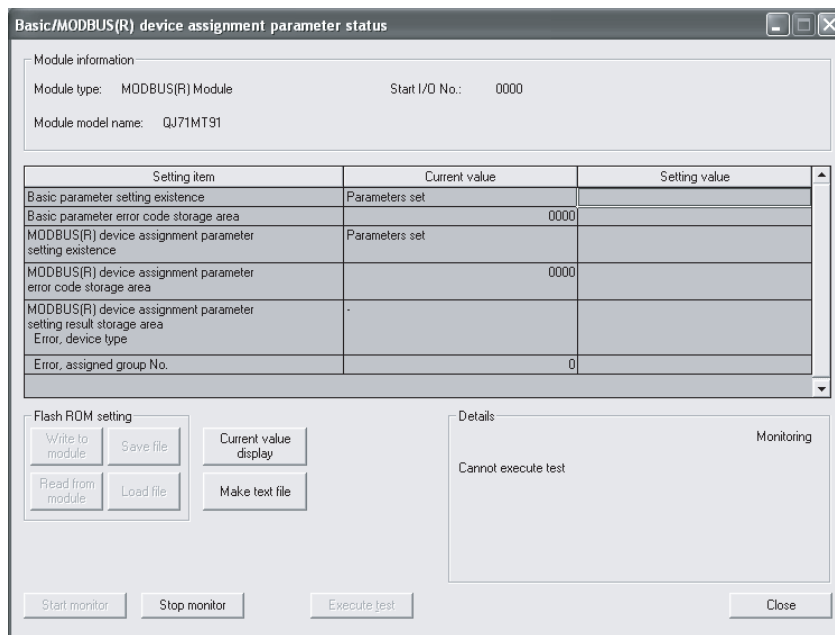 Basic/MODBUS(R) device assignment parameter status
Module information
Module type: MODBUS(R) Module Start I/O No.: 0000
Module model name: QJ71MT91
Setting item Current value Setting value
Basic parameter setting existence Parameters set
Basic parameter error code storage area 0000
MODBUS(R) device assignment parameter Parameters set
setting existence
MODBUS(R) device assignment parameter 0000
error code storage area
MODBUS(R) device assignment parameter -
setting result storage area
Error, device type
Error, assigned group No. 0
Flash ROM setting
Write to
module
Save file
Current value
display
Read from
module
Load file
Make text file
Details
Monitoring
Cannot execute test
Start monitor
Stop monitor
Execute test
Close